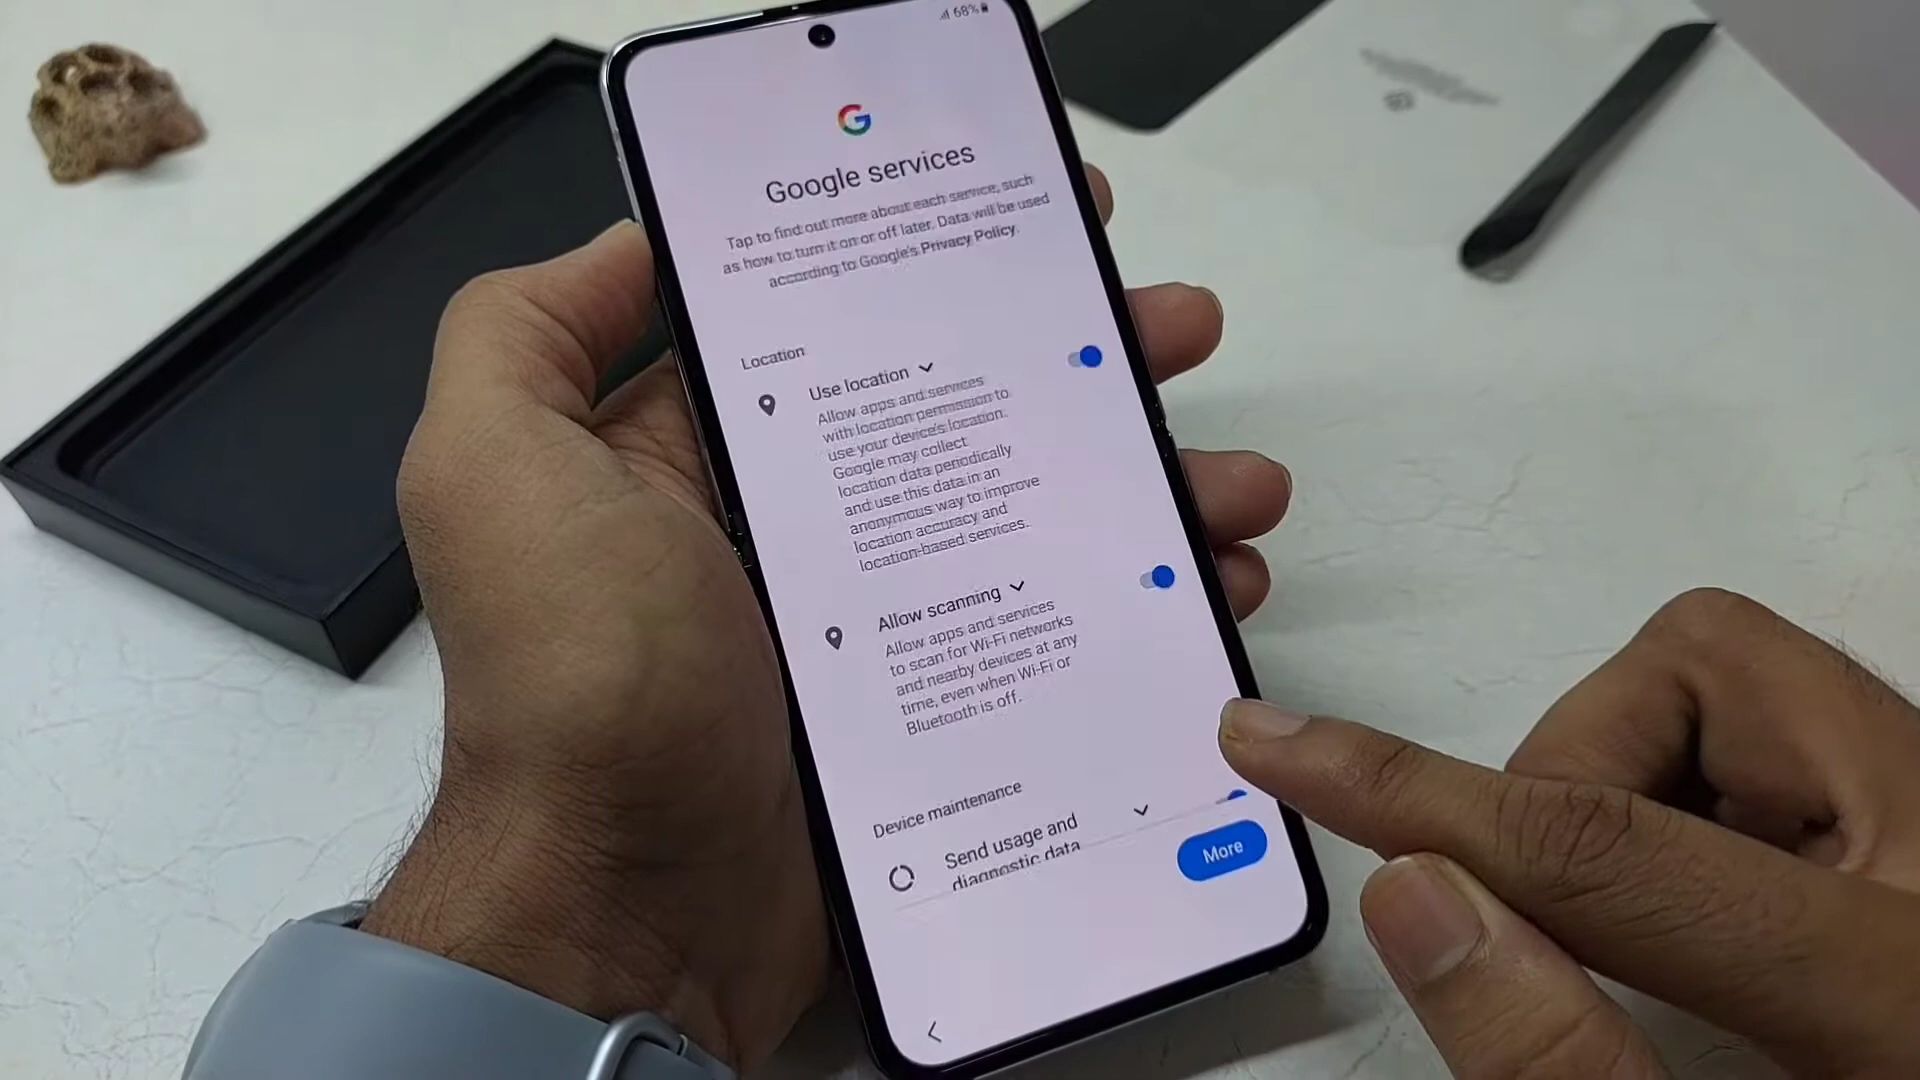 68%
Google services
Tap to find out more about each service, such
as how to turn it on or off later. Data will be used
according to Google's Privacy Policy.
Location
Use location
Allow apps and services
with location permission to
use your device's location.
Google may collect
location data periodically
and use this data in an
anonymous way to improve
location accuracy and
location-based services.
Allow scanning
Allow apps and services
to scan for Wi-Fi networks
and nearby devices at any
time, even when Wi-Fi or
Bluetooth is off.
Device maintenance
Send usage and
diagnostic data
More